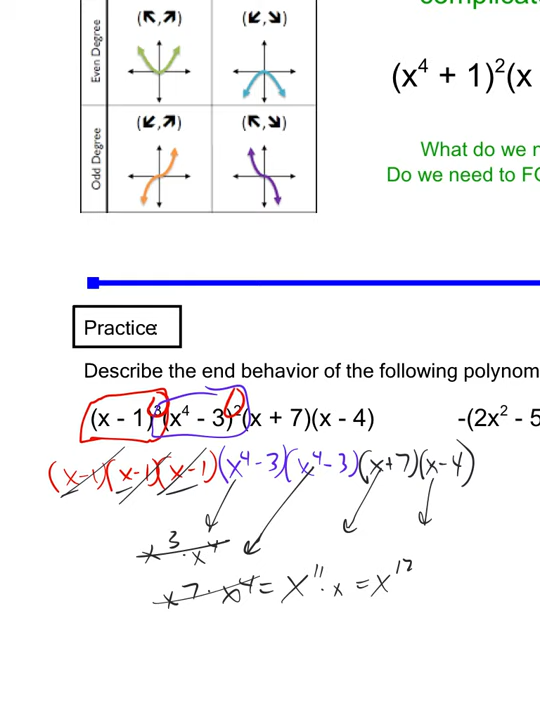 complicate
(↖,↗) (↙,↘)
Even Degree
(x⁴ + 1)²(x
(↙,↗) (↖,↘)
Odd Degree
What do we n
Do we need to FO
Practice:
Describe the end behavior of the following polynom
(x - 1)³(x⁴ - 3)²(x + 7)(x - 4) -(2x² - 5
(x-1)(x-1)(x-1)(x⁴-3)(x⁴-3)(x+7)(x-4)
x³·x⁴
x7·x⁴= x¹¹·x =x¹²